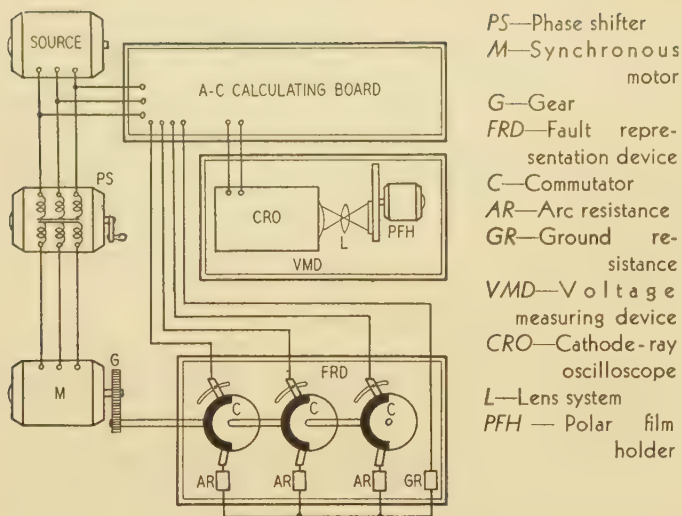 SOURCE
A-C CALCULATING BOARD
PS
CRO
L
PFH
VMD
M
G
FRD
C
C
C
AR
AR
AR
GR
PS—Phase shifter
M—Synchronous
motor
G—Gear
FRD—Fault repre-
sentation device
C—Commutator
AR—Arc resistance
GR—Ground re-
sistance
VMD—Voltage
measuring device
CRO—Cathode-ray
oscilloscope
L—Lens system
PFH — Polar film
holder